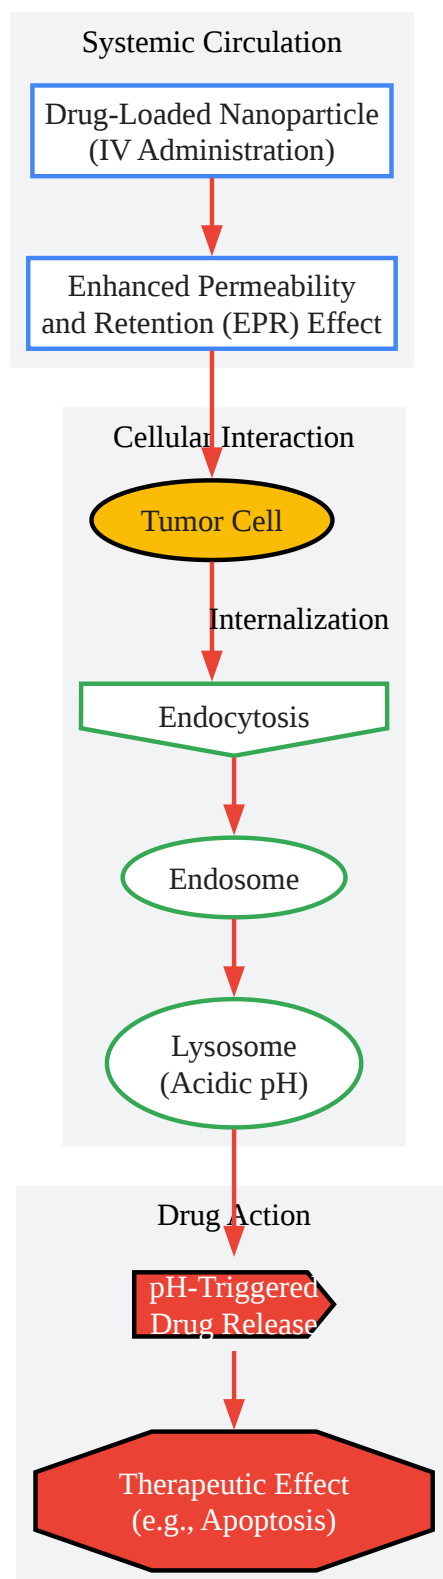 Systemic Circulation
Drug-Loaded Nanoparticle
(IV Administration)
Enhanced Permeability
and Retention (EPR) Effect
Cellular Interaction
Tumor Cell
Internalization
Endocytosis
Endosome
Lysosome
(Acidic pH)
Drug Action
pH-Triggered
Drug Release
Therapeutic Effect
(e.g., Apoptosis)